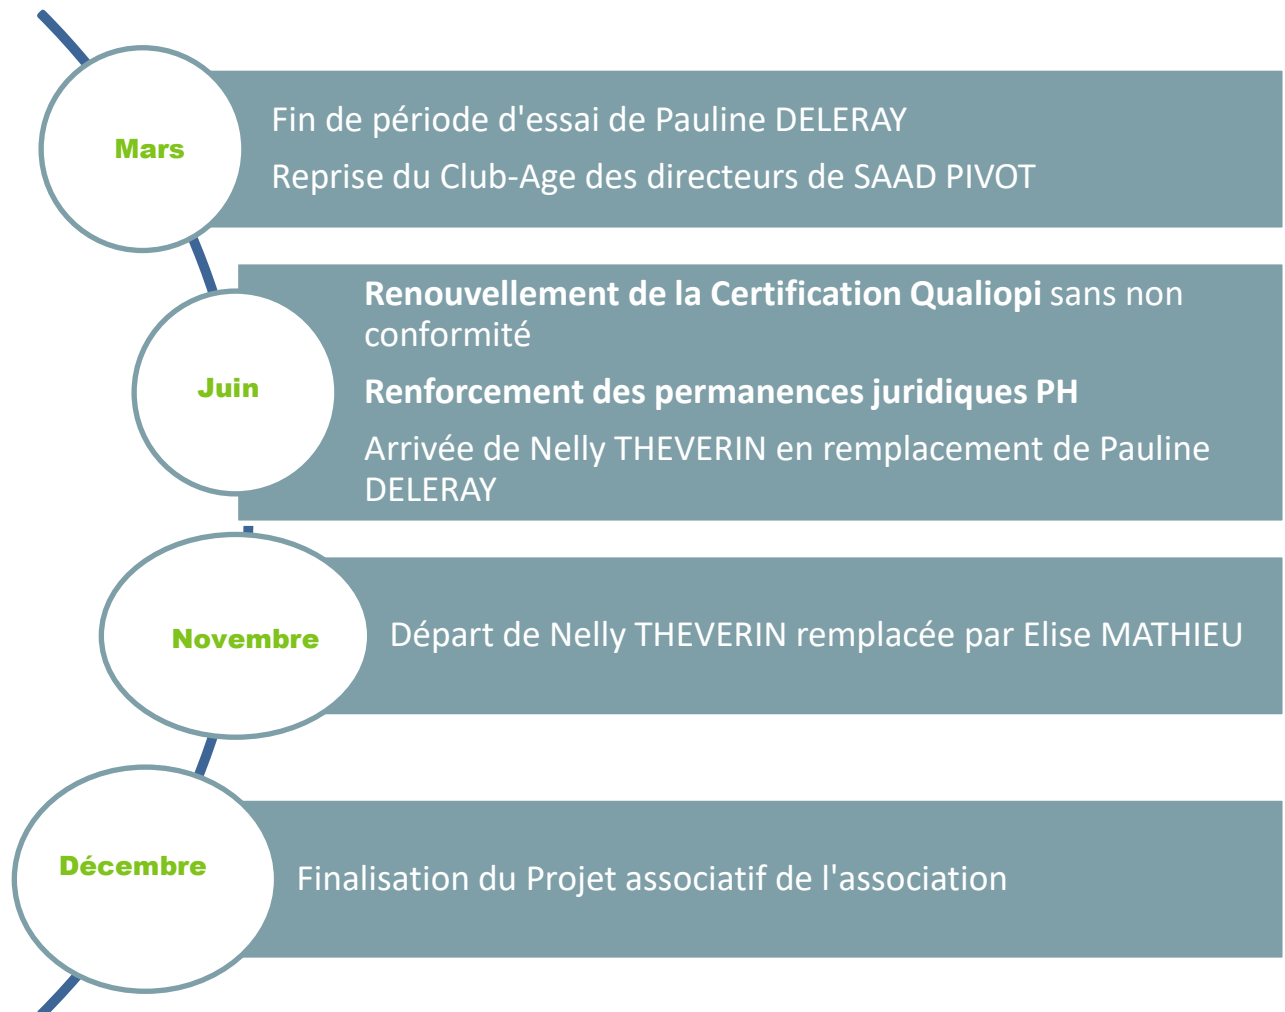 Mars
Fin de période d'essai de Pauline DELERAY
Reprise du Club-Age des directeurs de SAAD PIVOT
Juin
Renouvellement de la Certification Qualiopi sans non
conformité
Renforcement des permanences juridiques PH
Arrivée de Nelly THEVERIN en remplacement de Pauline
DELERAY
Novembre
Départ de Nelly THEVERIN remplacée par Elise MATHIEU
Décembre
Finalisation du Projet associatif de l'association